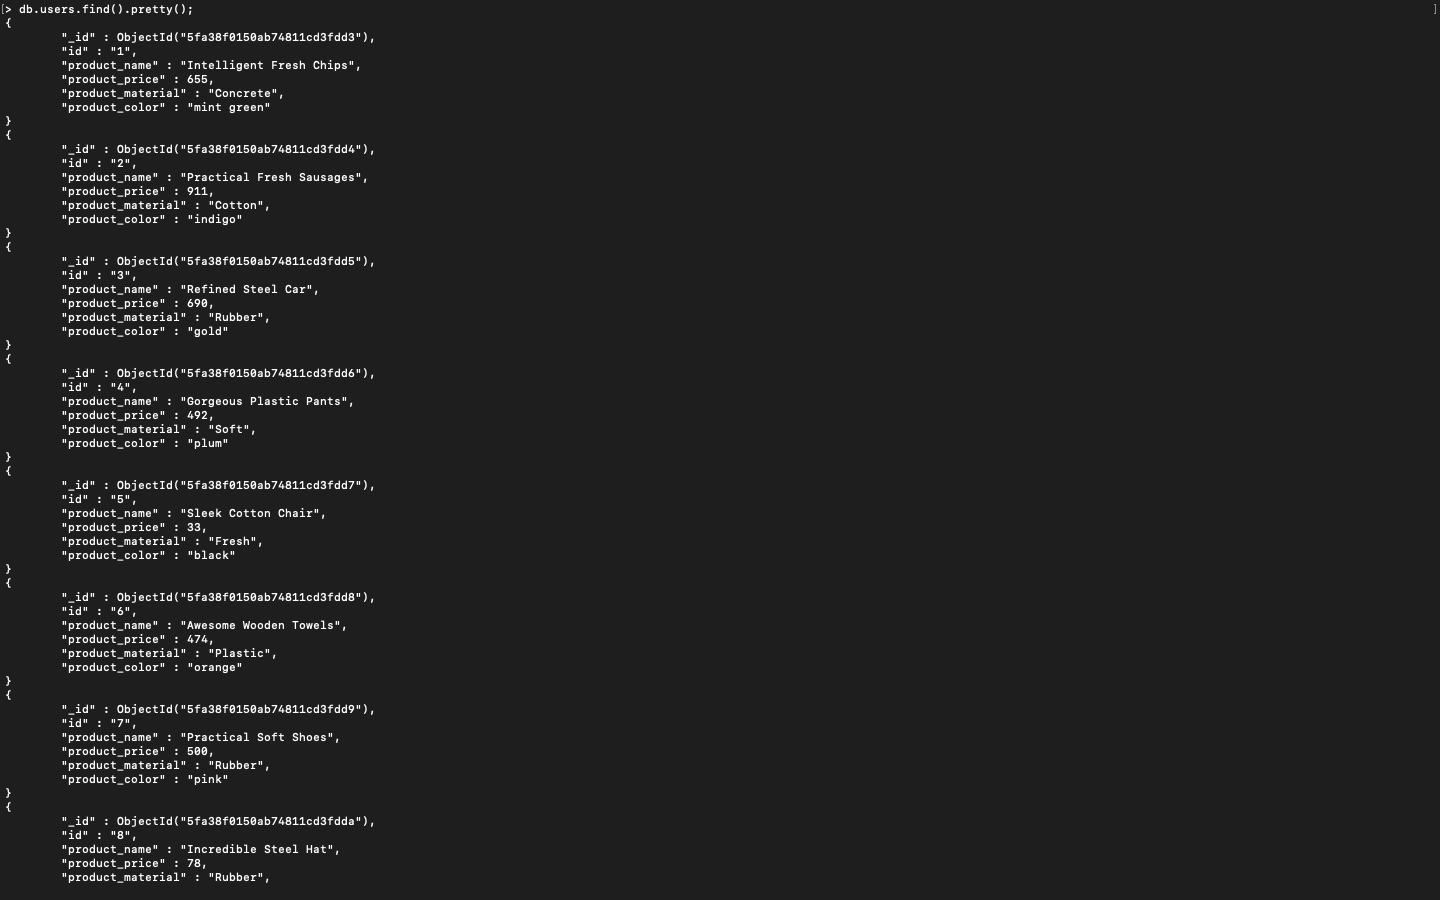 [> db.users.find().pretty(); ]
{
        "_id" : ObjectId("5fa38f0150ab74811cd3fdd3"),
        "id" : "1",
        "product_name" : "Intelligent Fresh Chips",
        "product_price" : 655,
        "product_material" : "Concrete",
        "product_color" : "mint green"
}
{
        "_id" : ObjectId("5fa38f0150ab74811cd3fdd4"),
        "id" : "2",
        "product_name" : "Practical Fresh Sausages",
        "product_price" : 911,
        "product_material" : "Cotton",
        "product_color" : "indigo"
}
{
        "_id" : ObjectId("5fa38f0150ab74811cd3fdd5"),
        "id" : "3",
        "product_name" : "Refined Steel Car",
        "product_price" : 690,
        "product_material" : "Rubber",
        "product_color" : "gold"
}
{
        "_id" : ObjectId("5fa38f0150ab74811cd3fdd6"),
        "id" : "4",
        "product_name" : "Gorgeous Plastic Pants",
        "product_price" : 492,
        "product_material" : "Soft",
        "product_color" : "plum"
}
{
        "_id" : ObjectId("5fa38f0150ab74811cd3fdd7"),
        "id" : "5",
        "product_name" : "Sleek Cotton Chair",
        "product_price" : 33,
        "product_material" : "Fresh",
        "product_color" : "black"
}
{
        "_id" : ObjectId("5fa38f0150ab74811cd3fdd8"),
        "id" : "6",
        "product_name" : "Awesome Wooden Towels",
        "product_price" : 474,
        "product_material" : "Plastic",
        "product_color" : "orange"
}
{
        "_id" : ObjectId("5fa38f0150ab74811cd3fdd9"),
        "id" : "7",
        "product_name" : "Practical Soft Shoes",
        "product_price" : 500,
        "product_material" : "Rubber",
        "product_color" : "pink"
}
{
        "_id" : ObjectId("5fa38f0150ab74811cd3fdda"),
        "id" : "8",
        "product_name" : "Incredible Steel Hat",
        "product_price" : 78,
        "product_material" : "Rubber",